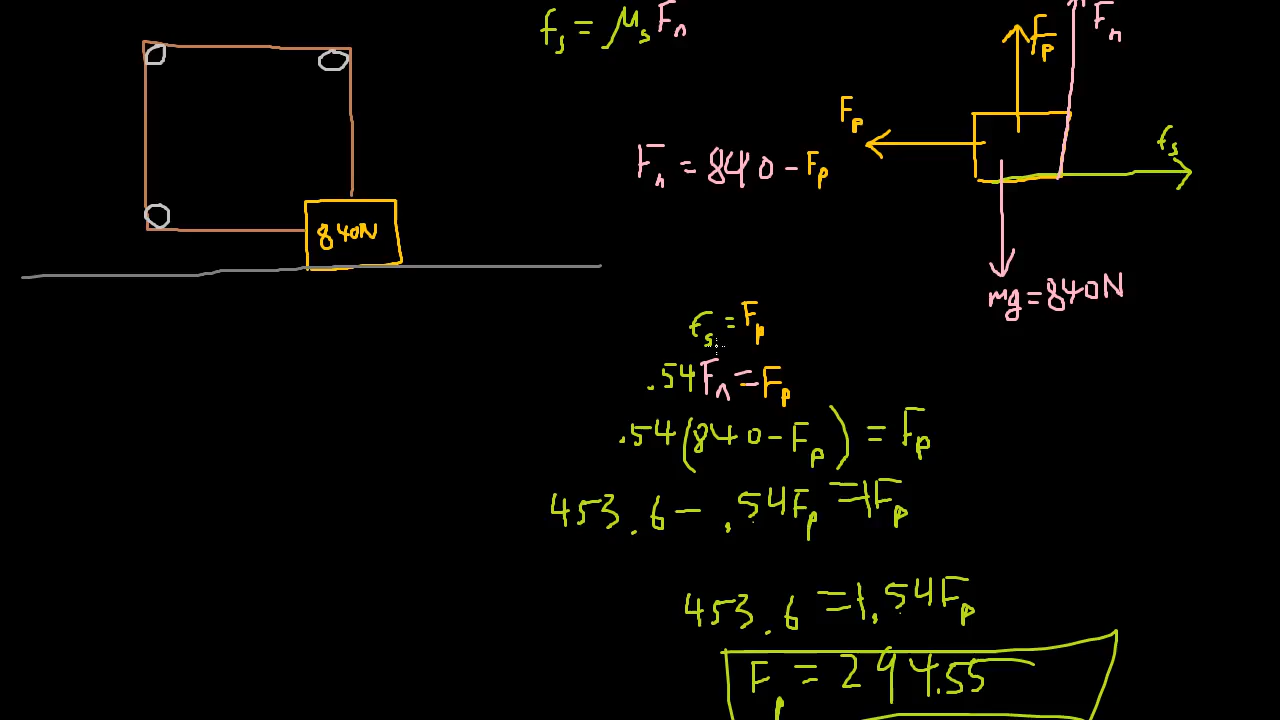 fs = μs Fn
Fn
Fp
Fp
fs
Fn = 840 - Fp
840N
mg = 840N
fs = Fp
.54Fn = Fp
.54(840 - Fp) = Fp
453.6 - .54Fp = 1Fp
453.6 = 1.54Fp
Fp = 294.55